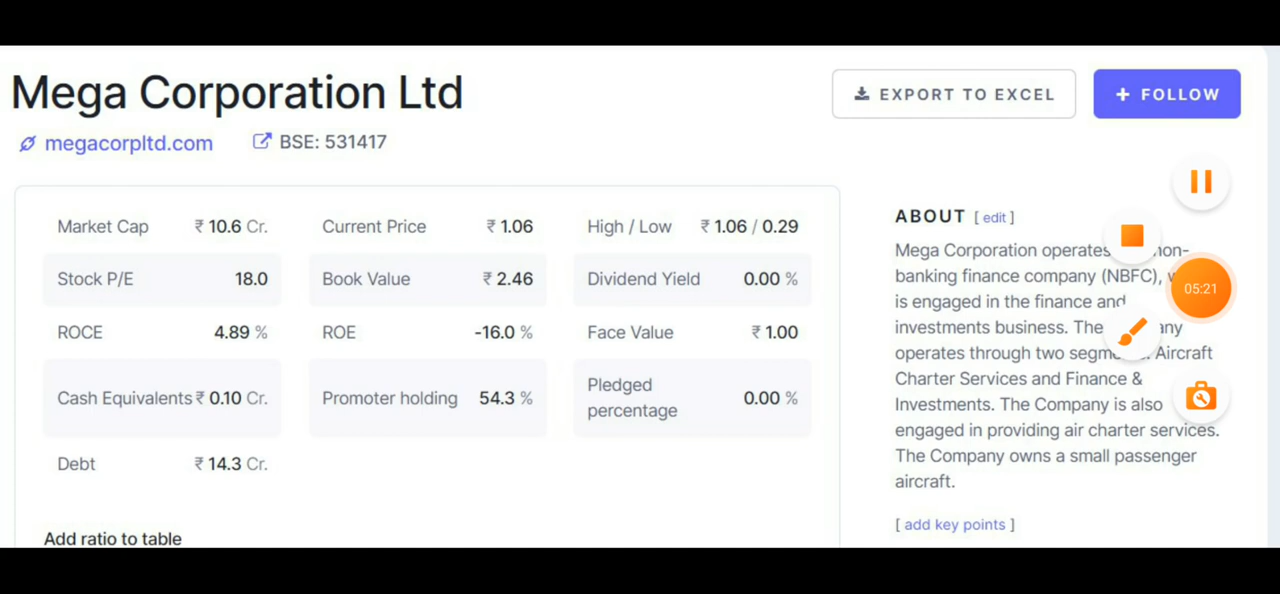 Mega Corporation Ltd
EXPORT TO EXCEL
+ FOLLOW
megacorpltd.com
BSE: 531417
Market Cap ₹ 10.6 Cr.
Current Price ₹ 1.06
High / Low ₹ 1.06 / 0.29
Stock P/E 18.0
Book Value ₹ 2.46
Dividend Yield 0.00 %
ROCE 4.89 %
ROE -16.0 %
Face Value ₹ 1.00
Cash Equivalents ₹ 0.10 Cr.
Promoter holding 54.3 %
Pledged
percentage 0.00 %
Debt ₹ 14.3 Cr.
Add ratio to table
ABOUT [ edit ]
Mega Corporation operates non-
banking finance company (NBFC),
is engaged in the finance and
investments business. The
operates through two Aircraft
Charter Services and Finance &
Investments. The Company is also
engaged in providing air charter services.
The Company owns a small passenger
aircraft.
[ add key points ]
05:21